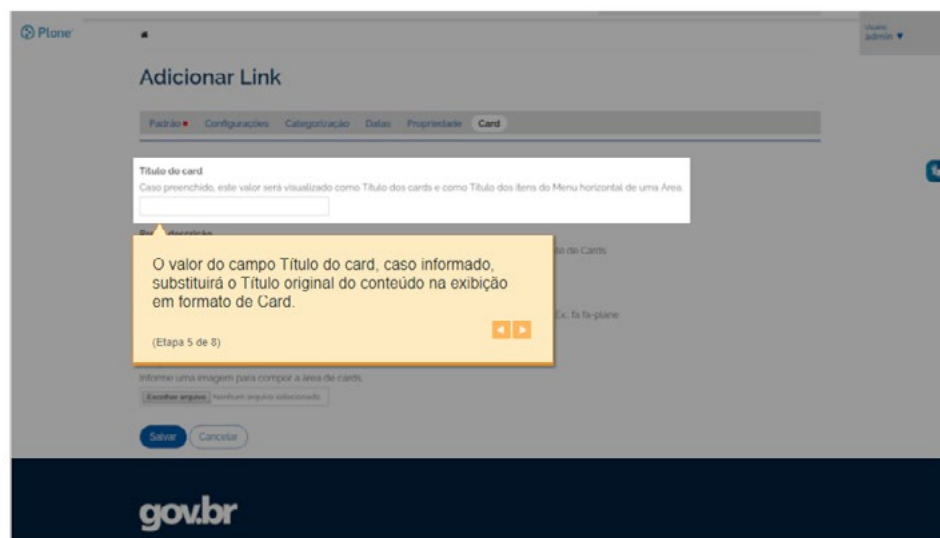 Plone
Usuário
admin ▼
Adicionar Link
Padrão Configurações Categorização Datas Propriedade Card
Título do card
Caso preenchido, este valor será visualizado como Título dos cards e como Título dos itens do Menu horizontal de uma Área.
descrição
O valor do campo Título do card, caso informado,
substituirá o Título original do conteúdo na exibição
em formato de Card.
de Cards
Ex.: fa fa-plane
(Etapa 5 de 8)
Informe uma imagem para compor a área de cards.
Escolher arquivo Nenhum arquivo selecionado
Salvar Cancelar
gov.br